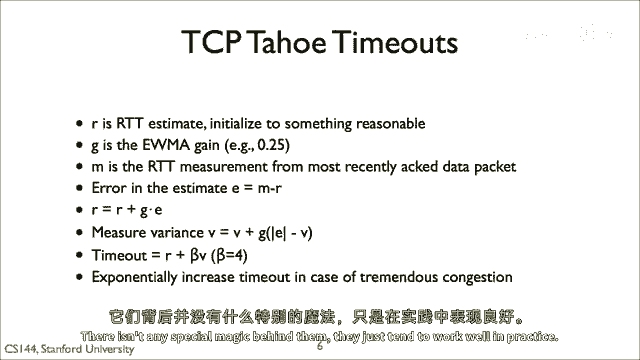 TCP Tahoe Timeouts
• r is RTT estimate, initialize to something reasonable
• g is the EWMA gain (e.g., 0.25)
• m is the RTT measurement from most recently acked data packet
• Error in the estimate e = m-r
• r = r + g·e
• Measure variance v = v + g(|e| - v)
• Timeout = r + βv (β=4)
• Exponentially increase timeout in case of tremendous congestion
它们背后并没有什么特别的魔法，只是在实践中表现良好。
There isn't any special magic behind them, they just tend to work well in practice.
CS144, Stanford University
6